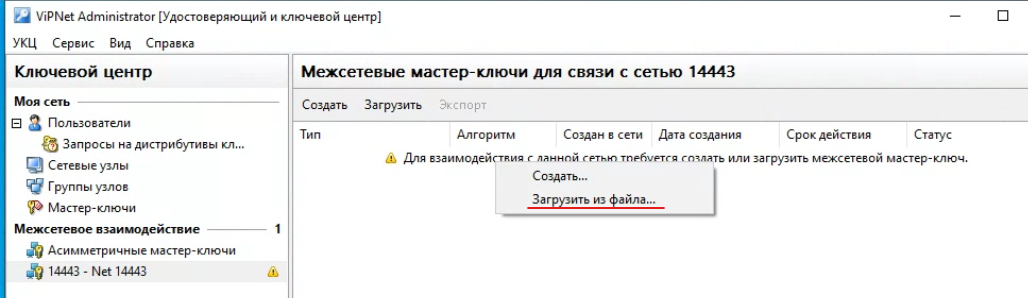 ViPNet Administrator [Удостоверяющий и ключевой центр]
УКЦ Сервис Вид Справка
Ключевой центр
Моя сеть
Пользователи
Запросы на дистрибутивы кл...
Сетевые узлы
Группы узлов
Мастер-ключи
Межсетевое взаимодействие 1
Асимметричные мастер-ключи
14443 - Net 14443
Межсетевые мастер-ключи для связи с сетью 14443
Создать Загрузить Экспорт
Тип Алгоритм Создан в сети Дата создания Срок действия Статус
Для взаимодействия с данной сетью требуется создать или загрузить межсетевой мастер-ключ.
Создать...
Загрузить из файла...